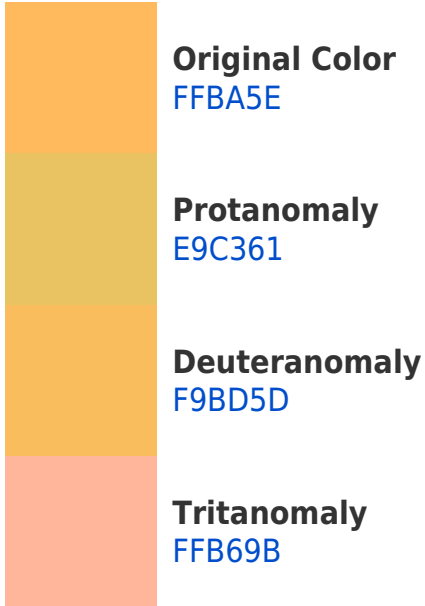 Original Color
FFBA5E
Protanomaly
E9C361
Deuteranomaly
F9BD5D
Tritanomaly
FFB69B